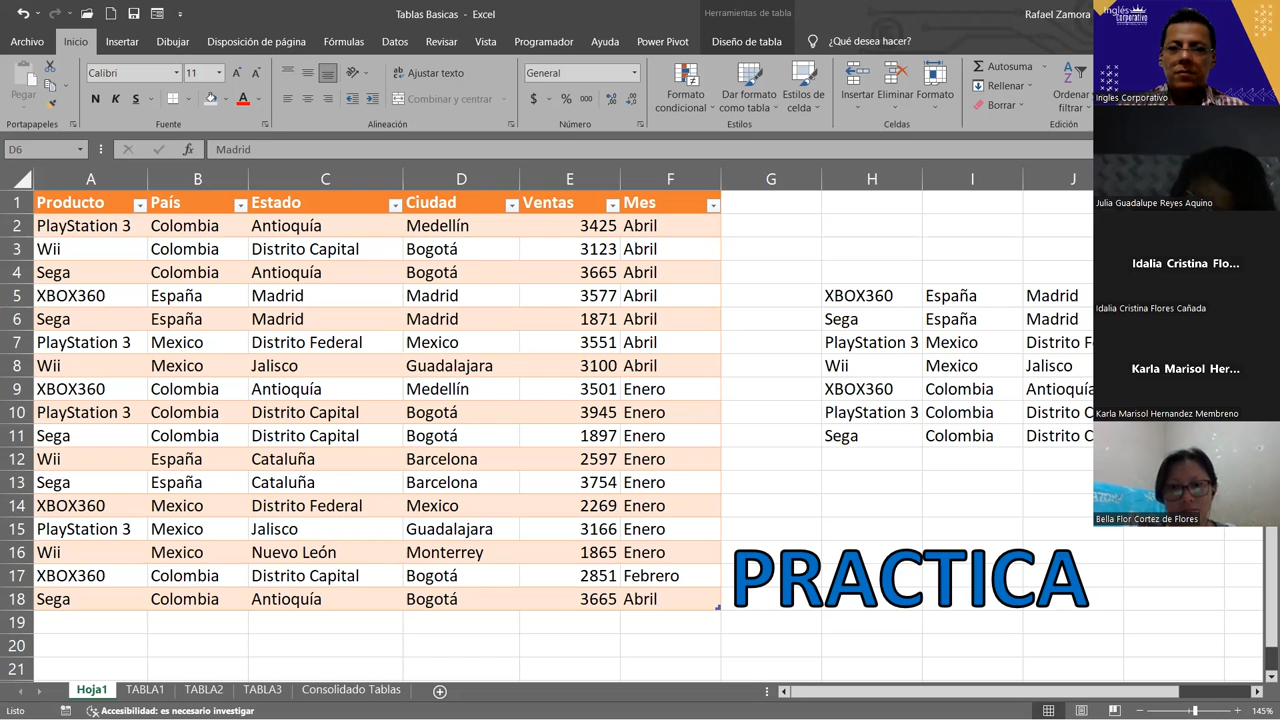 Tablas Basicas - Excel
Herramientas de tabla
Rafael Zamora
Archivo Inicio Insertar Dibujar Disposición de página Fórmulas Datos Revisar Vista Programador Ayuda Power Pivot Diseño de tabla ¿Qué desea hacer?
Pegar
Calibri 11
N K S
Ajustar texto
Combinar y centrar
General
$ % 000
Formato condicional
Dar formato como tabla
Estilos de celda
Insertar Eliminar Formato
Autosuma
Rellenar
Borrar
Ordenar
filtrar
Portapapeles Fuente Alineación Número Estilos Celdas Edición
D6 fx Madrid
A B C D E F G H I J
1 Producto País Estado Ciudad Ventas Mes
2 PlayStation 3 Colombia Antioquía Medellín 3425 Abril
3 Wii Colombia Distrito Capital Bogotá 3123 Abril
4 Sega Colombia Antioquía Bogotá 3665 Abril
5 XBOX360 España Madrid Madrid 3577 Abril XBOX360 España Madrid
6 Sega España Madrid Madrid 1871 Abril Sega España Madrid
7 PlayStation 3 Mexico Distrito Federal Mexico 3551 Abril PlayStation 3 Mexico Distrito F
8 Wii Mexico Jalisco Guadalajara 3100 Abril Wii Mexico Jalisco
9 XBOX360 Colombia Antioquía Medellín 3501 Enero XBOX360 Colombia Antioquía
10 PlayStation 3 Colombia Distrito Capital Bogotá 3945 Enero PlayStation 3 Colombia Distrito C
11 Sega Colombia Distrito Capital Bogotá 1897 Enero Sega Colombia Distrito C
12 Wii España Cataluña Barcelona 2597 Enero
13 Sega España Cataluña Barcelona 3754 Enero
14 XBOX360 Mexico Distrito Federal Mexico 2269 Enero
15 PlayStation 3 Mexico Jalisco Guadalajara 3166 Enero
16 Wii Mexico Nuevo León Monterrey 1865 Enero
17 XBOX360 Colombia Distrito Capital Bogotá 2851 Febrero
18 Sega Colombia Antioquía Bogotá 3665 Abril
19
20
21
PRACTICA
Hoja1 TABLA1 TABLA2 TABLA3 Consolidado Tablas
Listo Accesibilidad: es necesario investigar 145%
Inglés
Corporativo
Ingles Corporativo
Julia Guadalupe Reyes Aquino
Idalia Cristina Flo...
Idalia Cristina Flores Cañada
Karla Marisol Her...
Karla Marisol Hernandez Membreno
Bella Flor Cortez de Flores